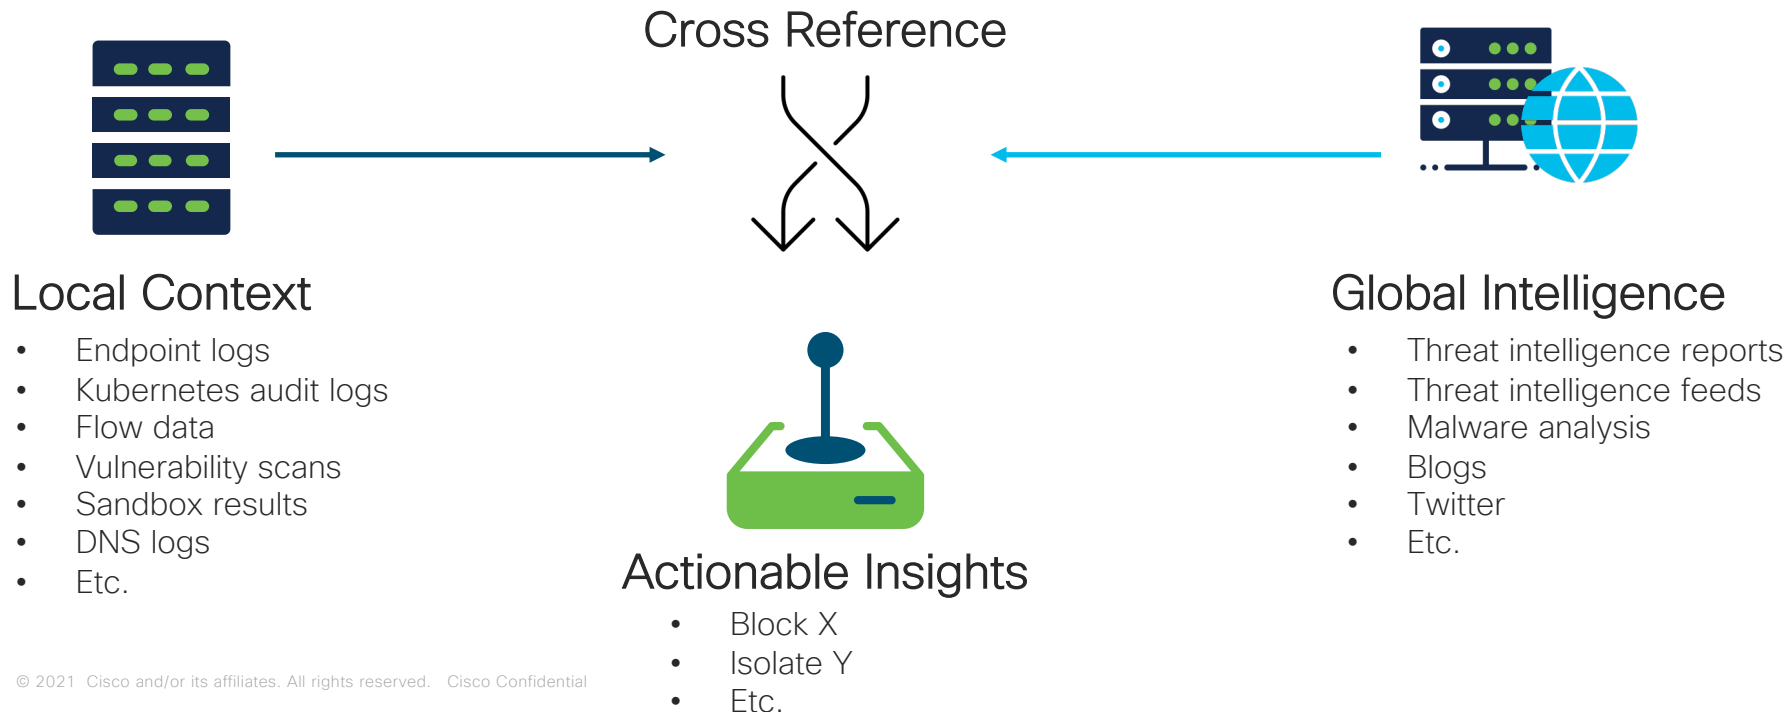 Cross Reference
Local Context
• Endpoint logs
• Kubernetes audit logs
• Flow data
• Vulnerability scans
• Sandbox results
• DNS logs
• Etc.
Global Intelligence
• Threat intelligence reports
• Threat intelligence feeds
• Malware analysis
• Blogs
• Twitter
• Etc.
Actionable Insights
• Block X
• Isolate Y
• Etc.
© 2021 Cisco and/or its affiliates. All rights reserved. Cisco Confidential